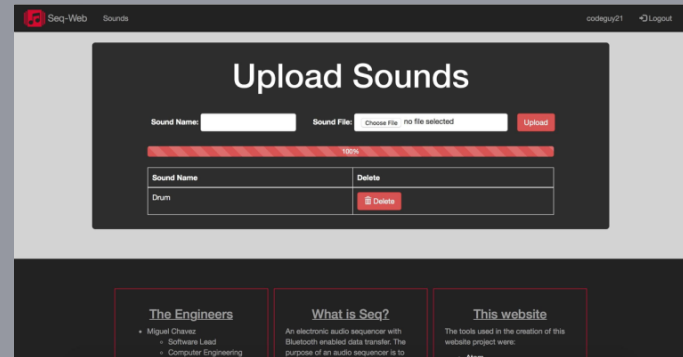 Seq-Web Sounds codeguy21 Logout
Upload Sounds
Sound Name: Sound File: Choose File no file selected Upload
100%
Sound Name Delete
Drum Delete
The Engineers
Miguel Chavez
Software Lead
Computer Engineering
What is Seq?
An electronic audio sequencer with
Bluetooth enabled data transfer. The
purpose of an audio sequencer is to
This website
The tools used in the creation of this
website project were:
Atom